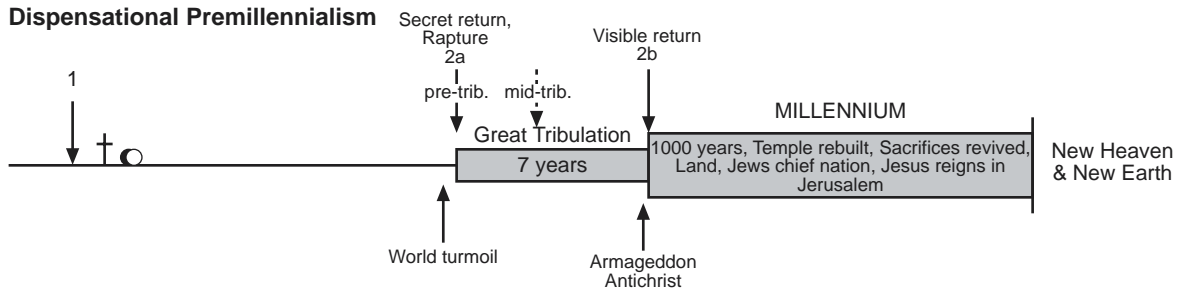 Dispensational Premillennialism
Secret return,
Rapture
2a
Visible return
2b
1
pre-trib.
mid-trib.
MILLENNIUM
Great Tribulation
7 years
1000 years, Temple rebuilt, Sacrifices revived,
Land, Jews chief nation, Jesus reigns in
Jerusalem
New Heaven
& New Earth
World turmoil
Armageddon
Antichrist